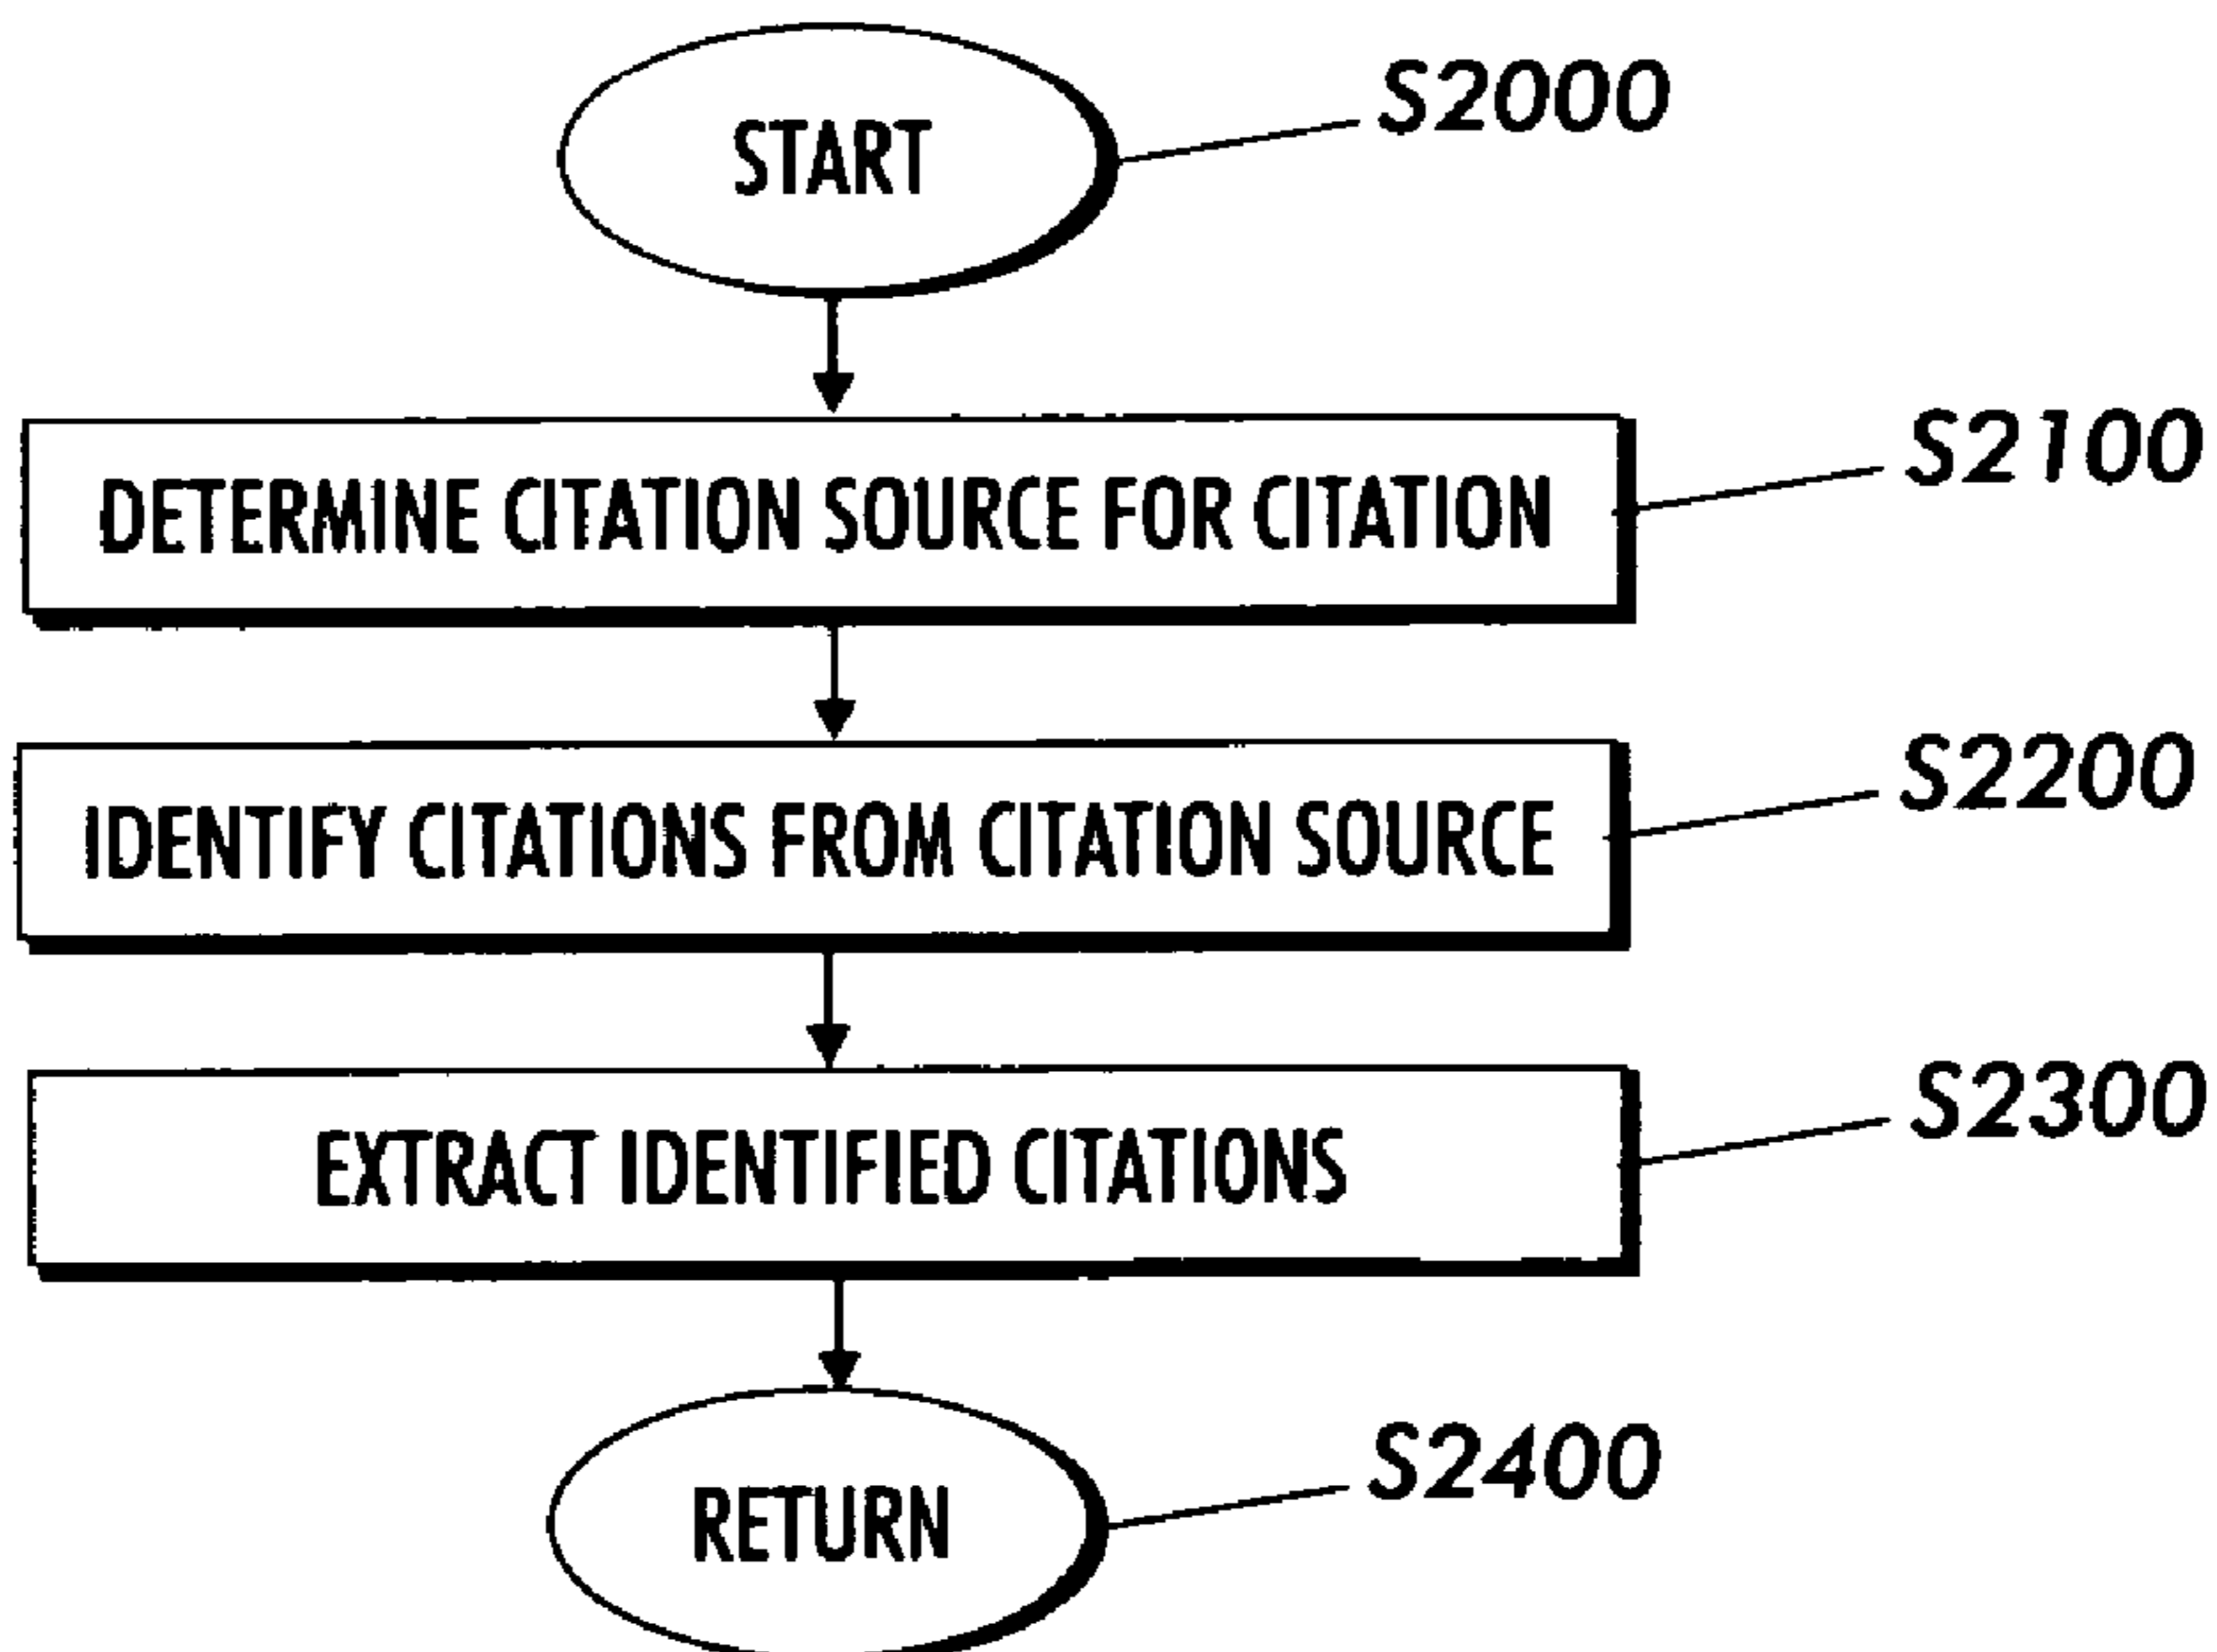 START
S2000
DETERMINE CITATION SOURCE FOR CITATION
S2100
IDENTIFY CITATIONS FROM CITATION SOURCE
S2200
EXTRACT IDENTIFIED CITATIONS
S2300
RETURN
S2400